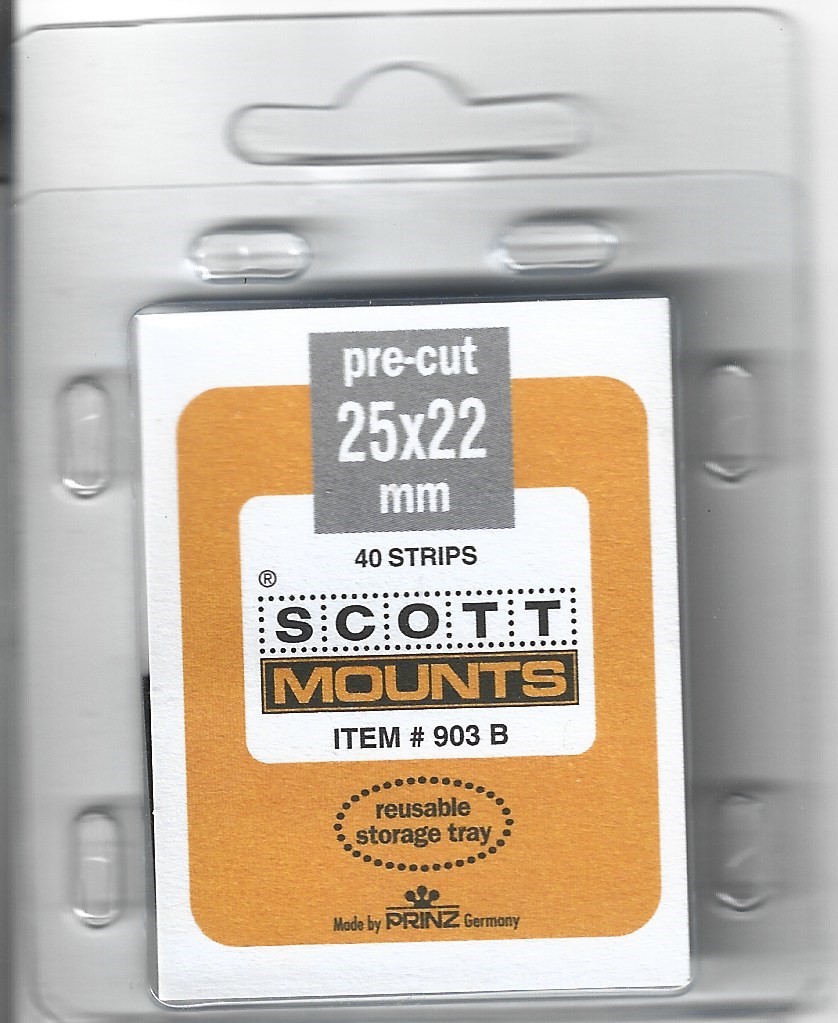 pre-cut
25x22
mm
40 STRIPS
®
SCOTT
MOUNTS
ITEM # 903 B
reusable
storage tray
Made by PRINZ Germany